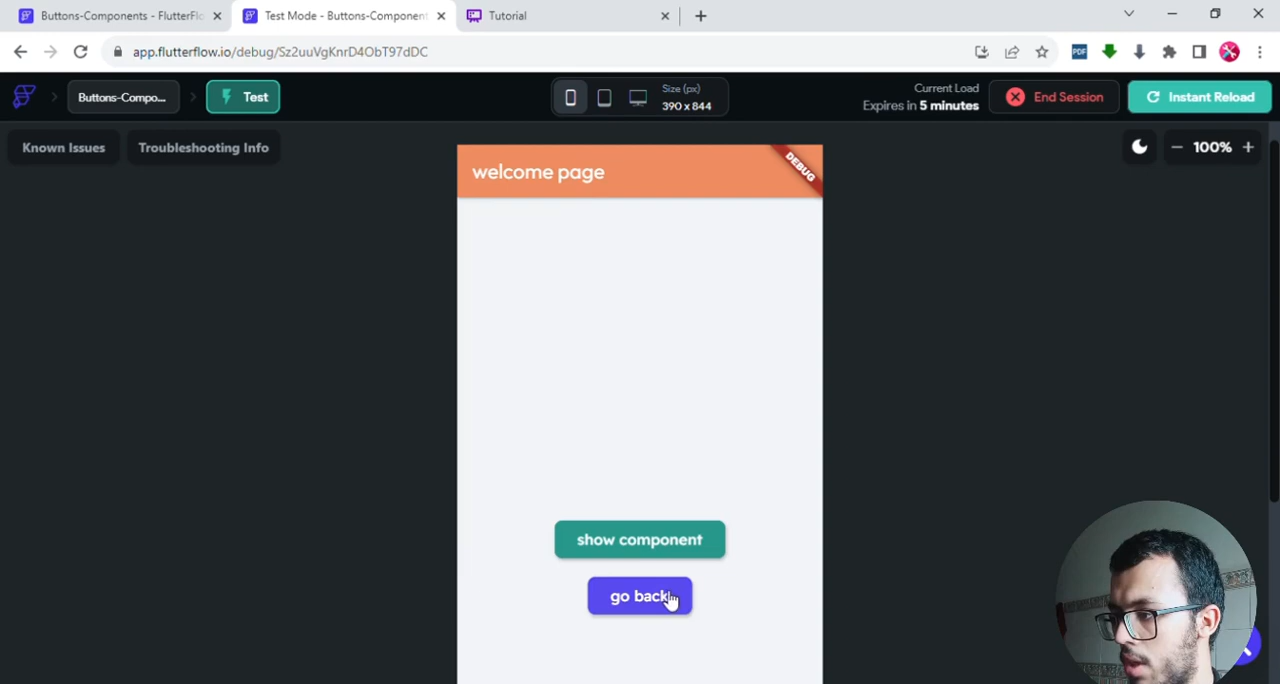 Buttons-Components - FlutterFlo
Test Mode - Buttons-Component
Tutorial
app.flutterflow.io/debug/Sz2uuVgKnrD4ObT97dDC
PDF
Buttons-Compo...
Test
Size (px)
390 x 844
Current Load
Expires in 5 minutes
End Session
Instant Reload
Known Issues
Troubleshooting Info
100%
welcome page
DEBUG
show component
go back